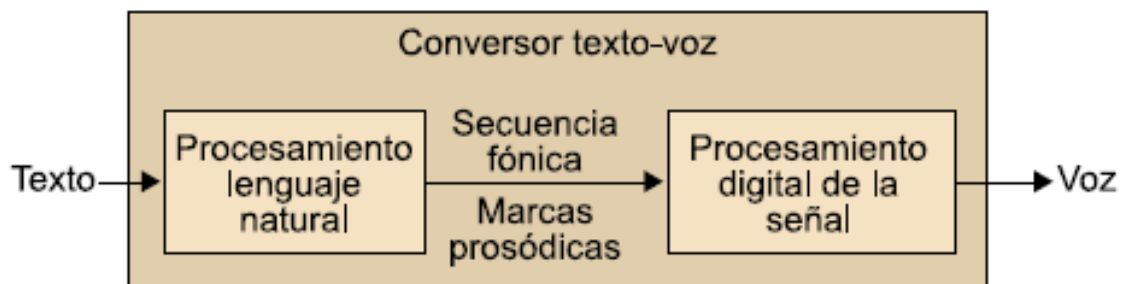 Conversor texto-voz
Texto
Procesamiento
lenguaje
natural
Secuencia
fónica
Marcas
prosódicas
Procesamiento
digital de la
señal
Voz